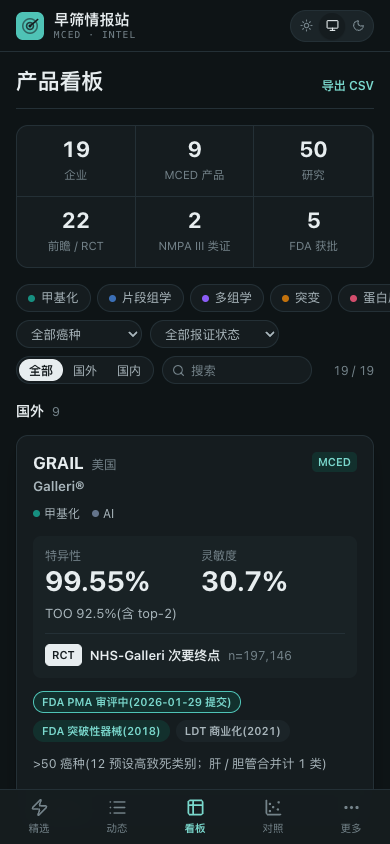 早筛情报站
MCED · INTEL
产品看板
导出 CSV
19
企业
9
MCED 产品
50
研究
22
前瞻 / RCT
2
NMPA III 类证
5
FDA 获批
甲基化
片段组学
多组学
突变
蛋白
全部癌种
全部报证状态
全部
国外
国内
搜索
19 / 19
国外 9
GRAIL 美国
MCED
Galleri®
甲基化
AI
特异性
灵敏度
99.55%
30.7%
TOO 92.5%(含 top-2)
RCT NHS-Galleri 次要终点 n=197,146
FDA PMA 审评中(2026-01-29 提交)
FDA 突破性器械(2018)
LDT 商业化(2021)
>50 癌种(12 预设高致死类别；肝 / 胆管合并计 1 类)
精选
动态
看板
对照
更多